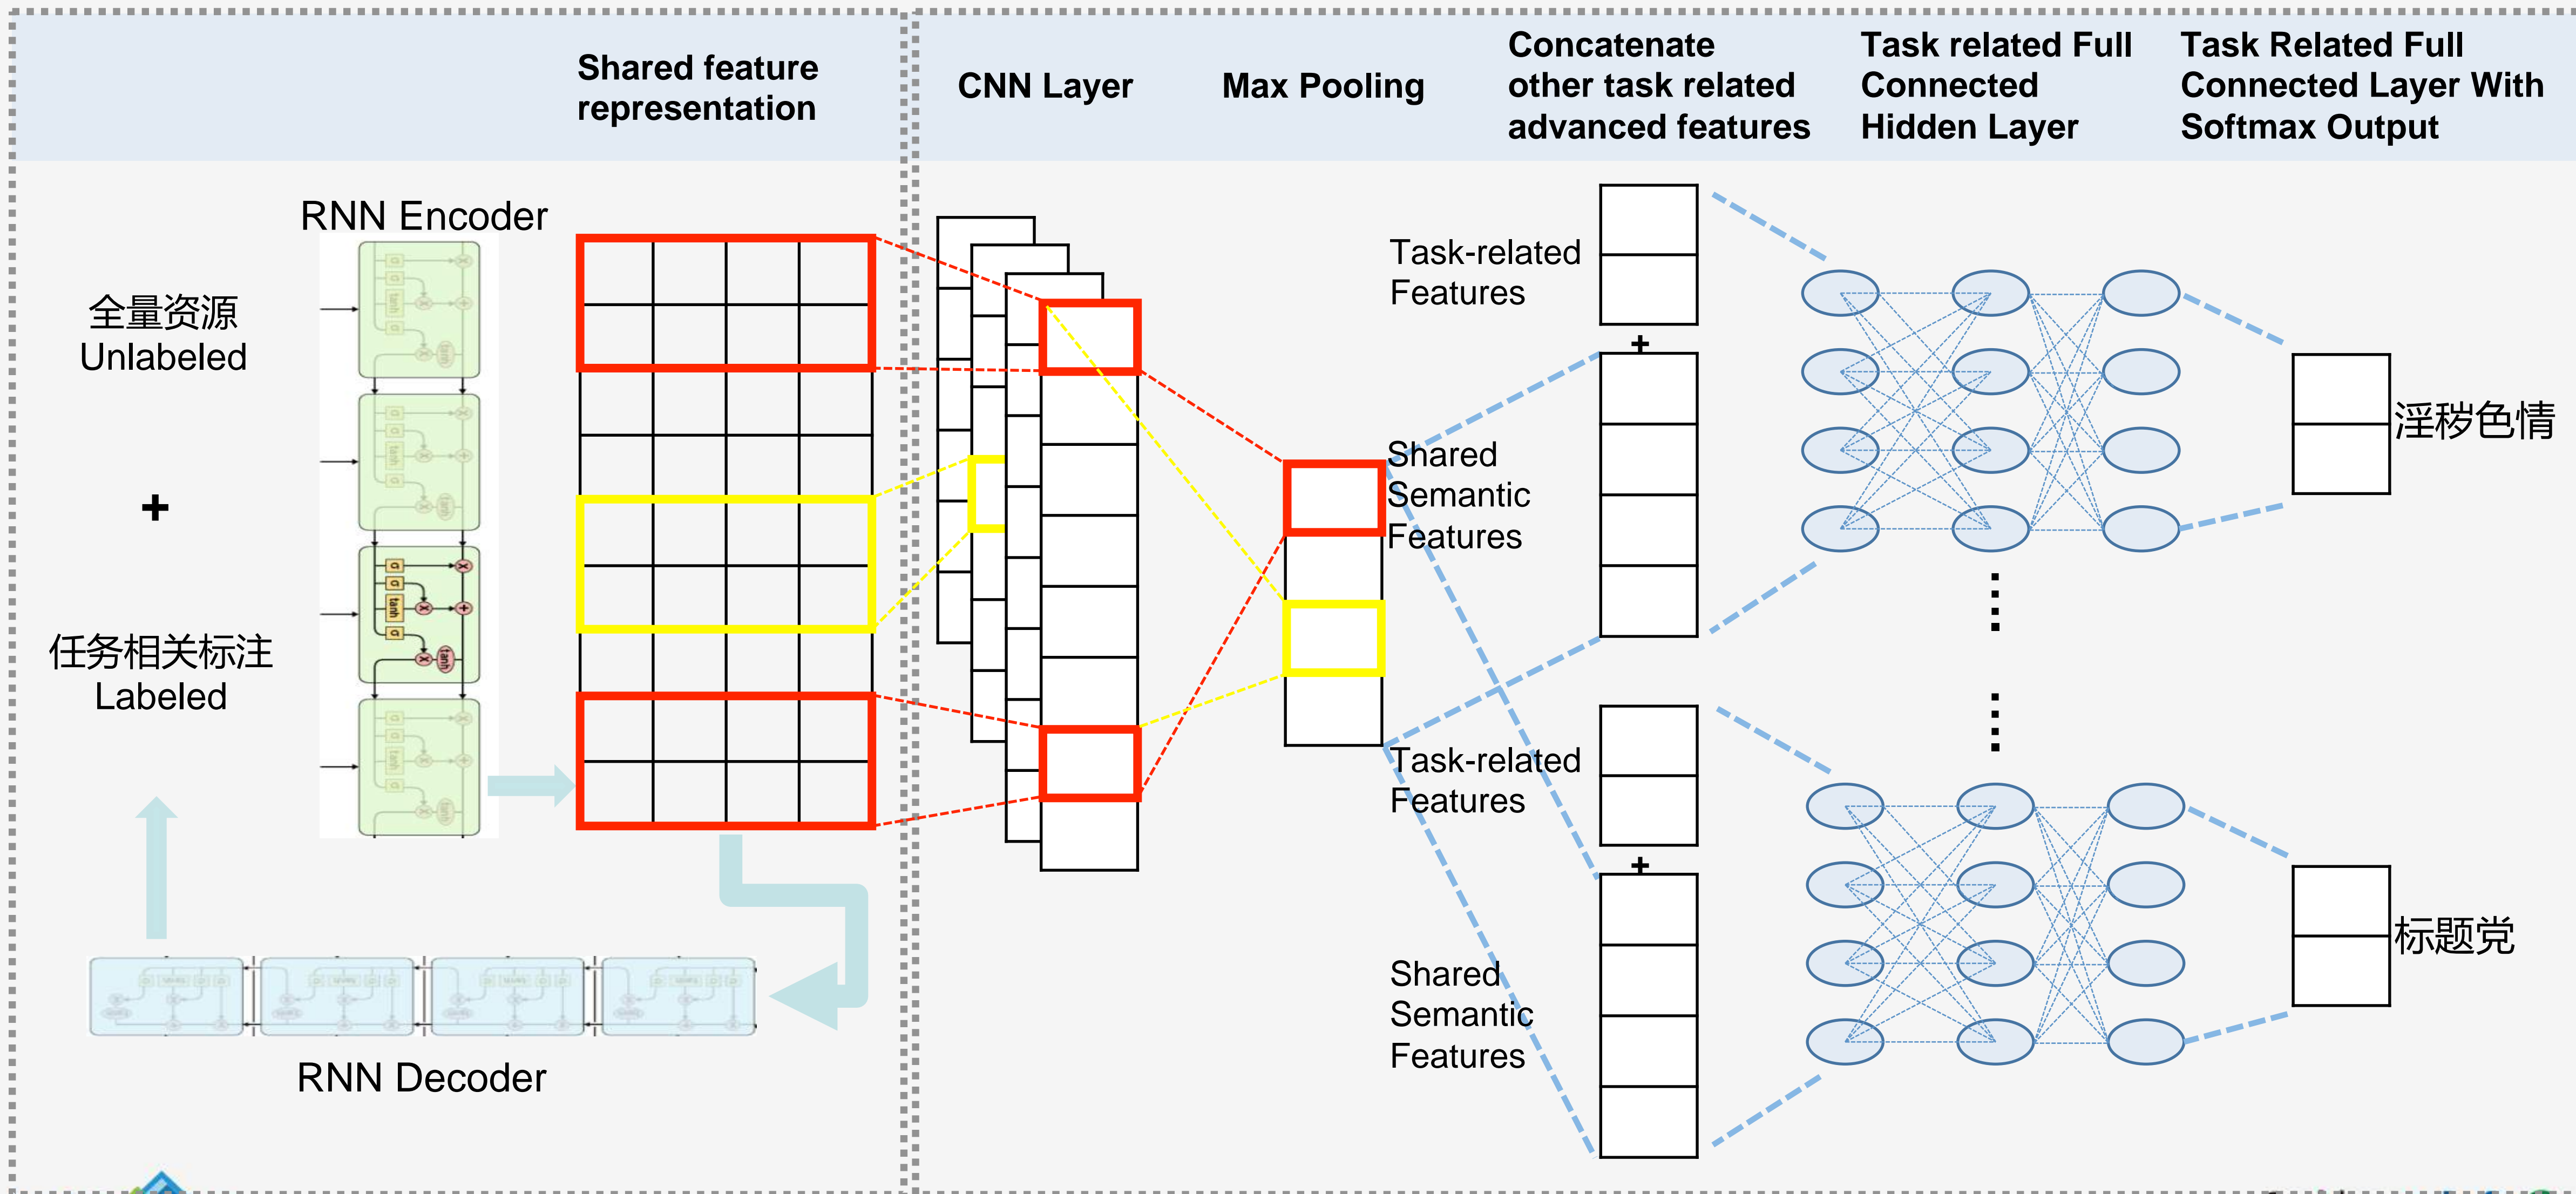 Shared feature
representation
CNN Layer
Max Pooling
Concatenate
other task related
advanced features
Task related Full
Connected
Hidden Layer
Task Related Full
Connected Layer With
Softmax Output
RNN Encoder
全量资源
Unlabeled
+
任务相关标注
Labeled
tanh
RNN Decoder
Task-related
Features
+
Shared
Semantic
Features
Task-related
Features
+
Shared
Semantic
Features
淫秽色情
标题党